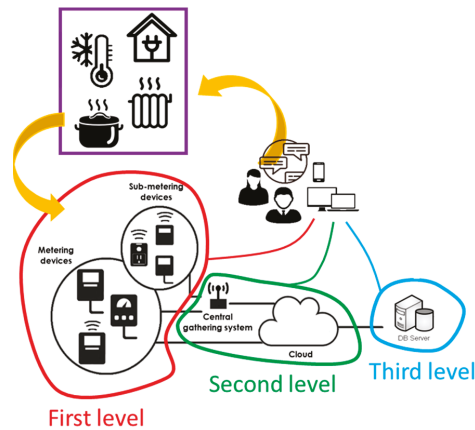 Sub-metering
devices
Metering
devices
Central
gathering system
Cloud
DB Server
First level
Second level
Third level